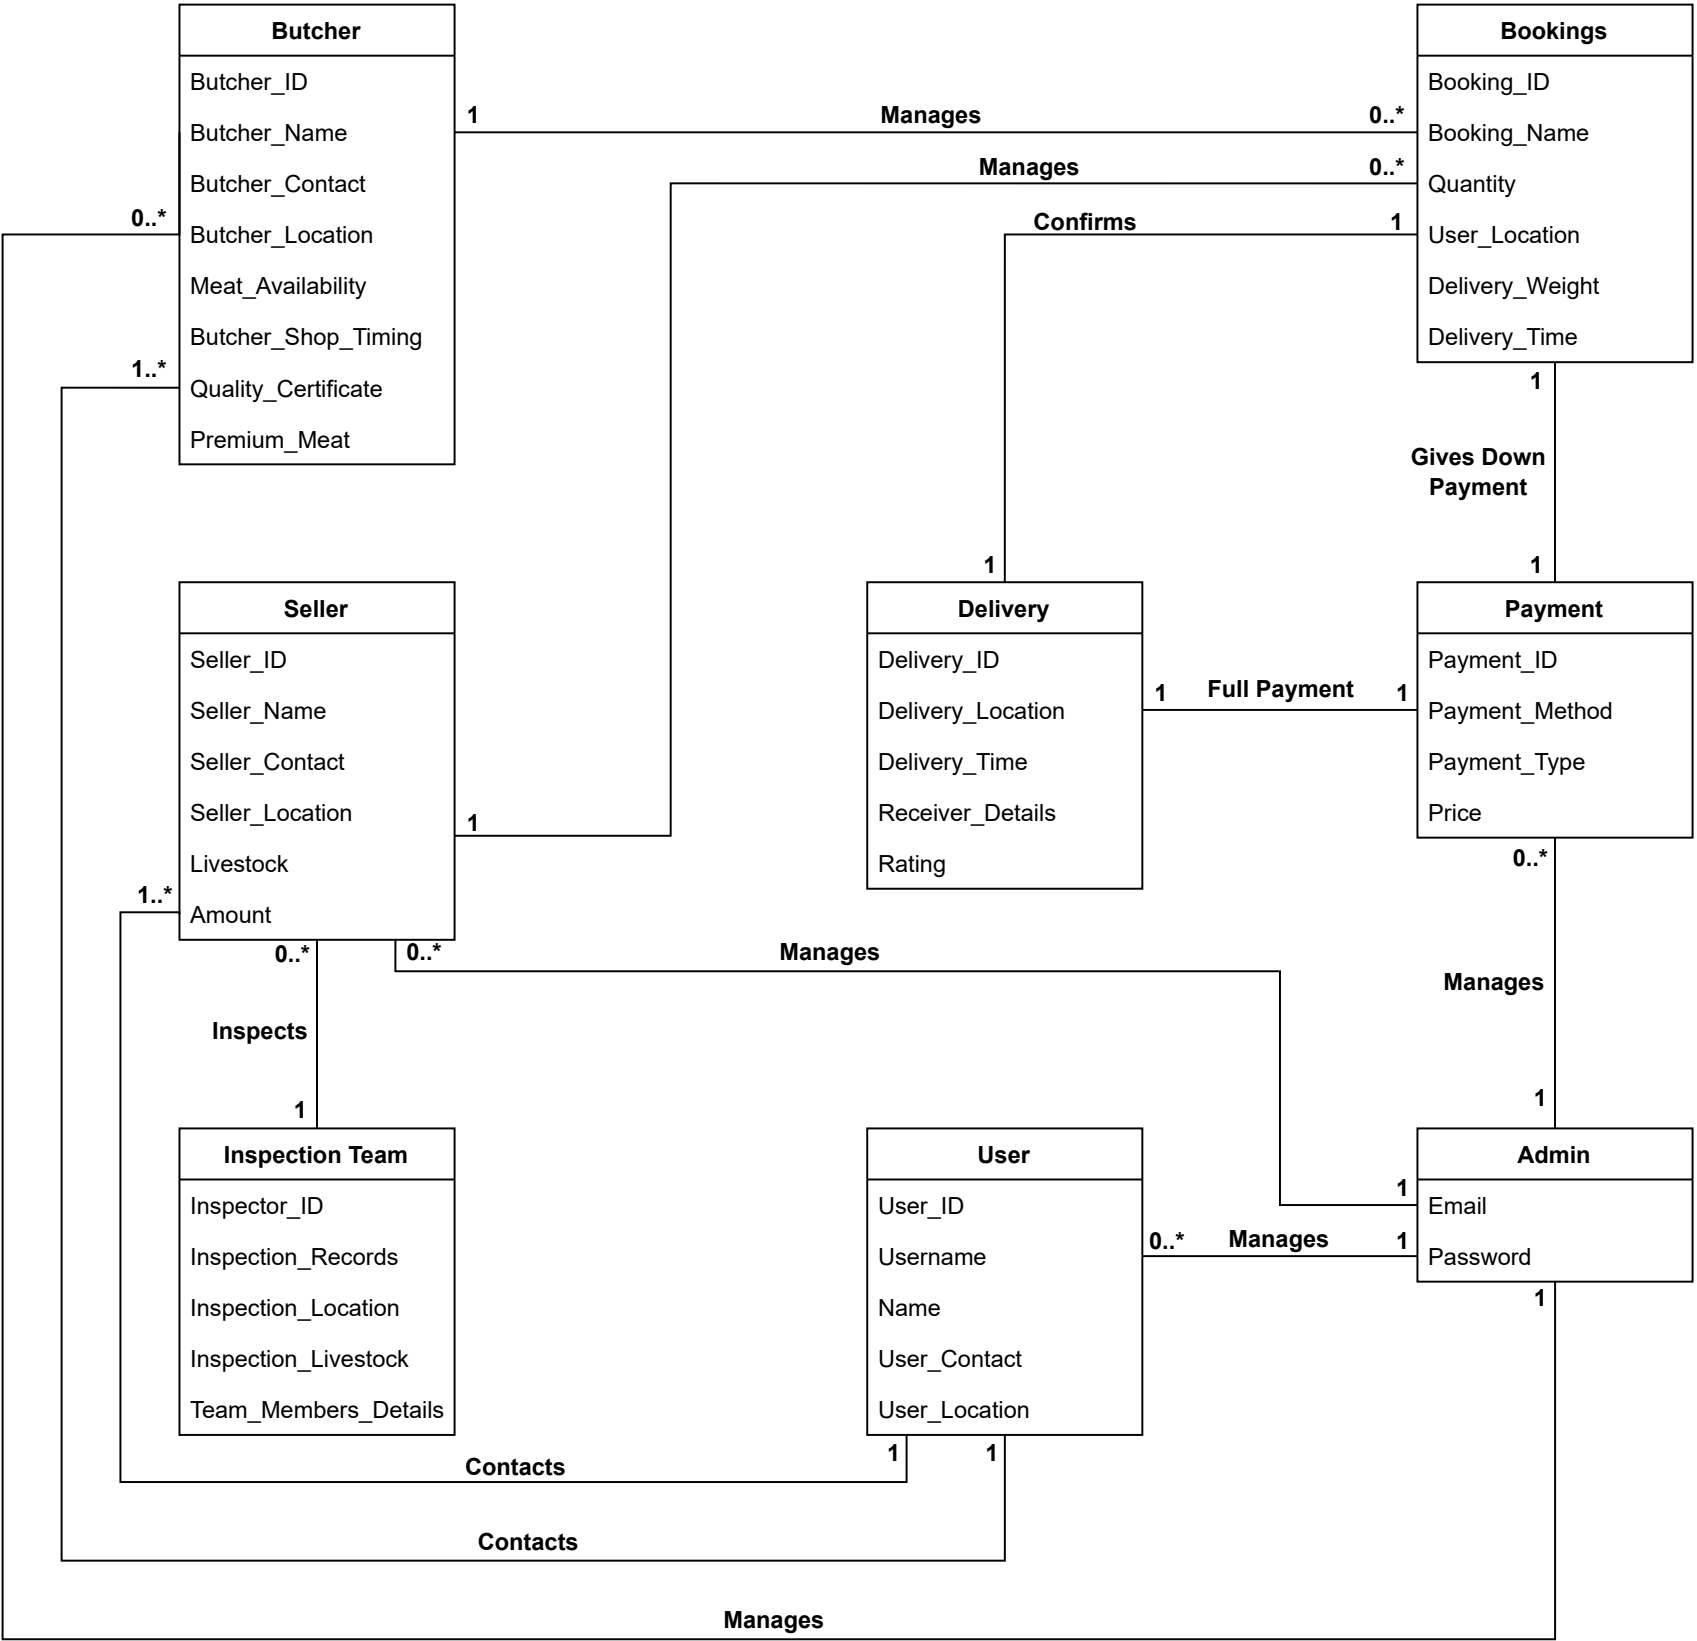 Butcher
Butcher_ID
Butcher_Name
Butcher_Contact
Butcher_Location
Meat_Availability
Butcher_Shop_Timing
Quality_Certificate
Premium_Meat
Bookings
Booking_ID
Booking_Name
Quantity
User_Location
Delivery_Weight
Delivery_Time
1
Manages
0..*
Manages
0..*
Confirms
1
0..*
1..*
1
Gives Down
Payment
1
1
Seller
Seller_ID
Seller_Name
Seller_Contact
Seller_Location
Livestock
Amount
Delivery
Delivery_ID
Delivery_Location
Delivery_Time
Receiver_Details
Rating
Payment
Payment_ID
Payment_Method
Payment_Type
Price
1
Full Payment
1
1
1..*
0..*
0..*
0..*
Manages
Manages
Inspects
1
1
Inspection Team
Inspector_ID
Inspection_Records
Inspection_Location
Inspection_Livestock
Team_Members_Details
User
User_ID
Username
Name
User_Contact
User_Location
Admin
Email
Password
1
0..*
Manages
1
1
1
1
Contacts
Contacts
Manages